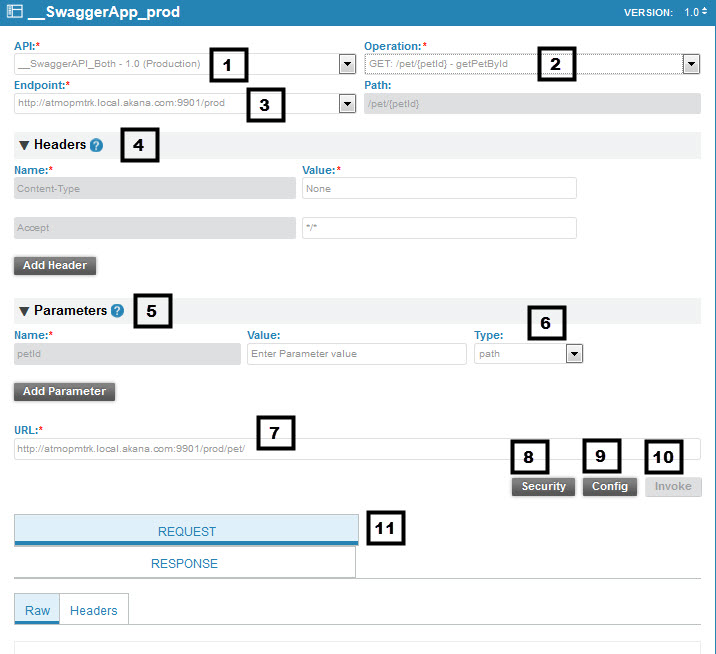 __SwaggerApp_prod VERSION: 1.0
API:* Operation:*
__SwaggerAPI_Both - 1.0 (Production) 1 GET: /pet/{petId} - getPetById 2
Endpoint:* Path:
http://atmopmtrk.local.akana.com:9901/prod 3 /pet/{petId}
Headers ? 4
Name:* Value:*
Content-Type None
Accept */*
Add Header
Parameters ? 5
Name:* Value: Type: 6
petId Enter Parameter value path
Add Parameter
URL:* 7
http://atmopmtrk.local.akana.com:9901/prod/pet/
8 9 10
Security Config Invoke
REQUEST 11
RESPONSE
Raw Headers